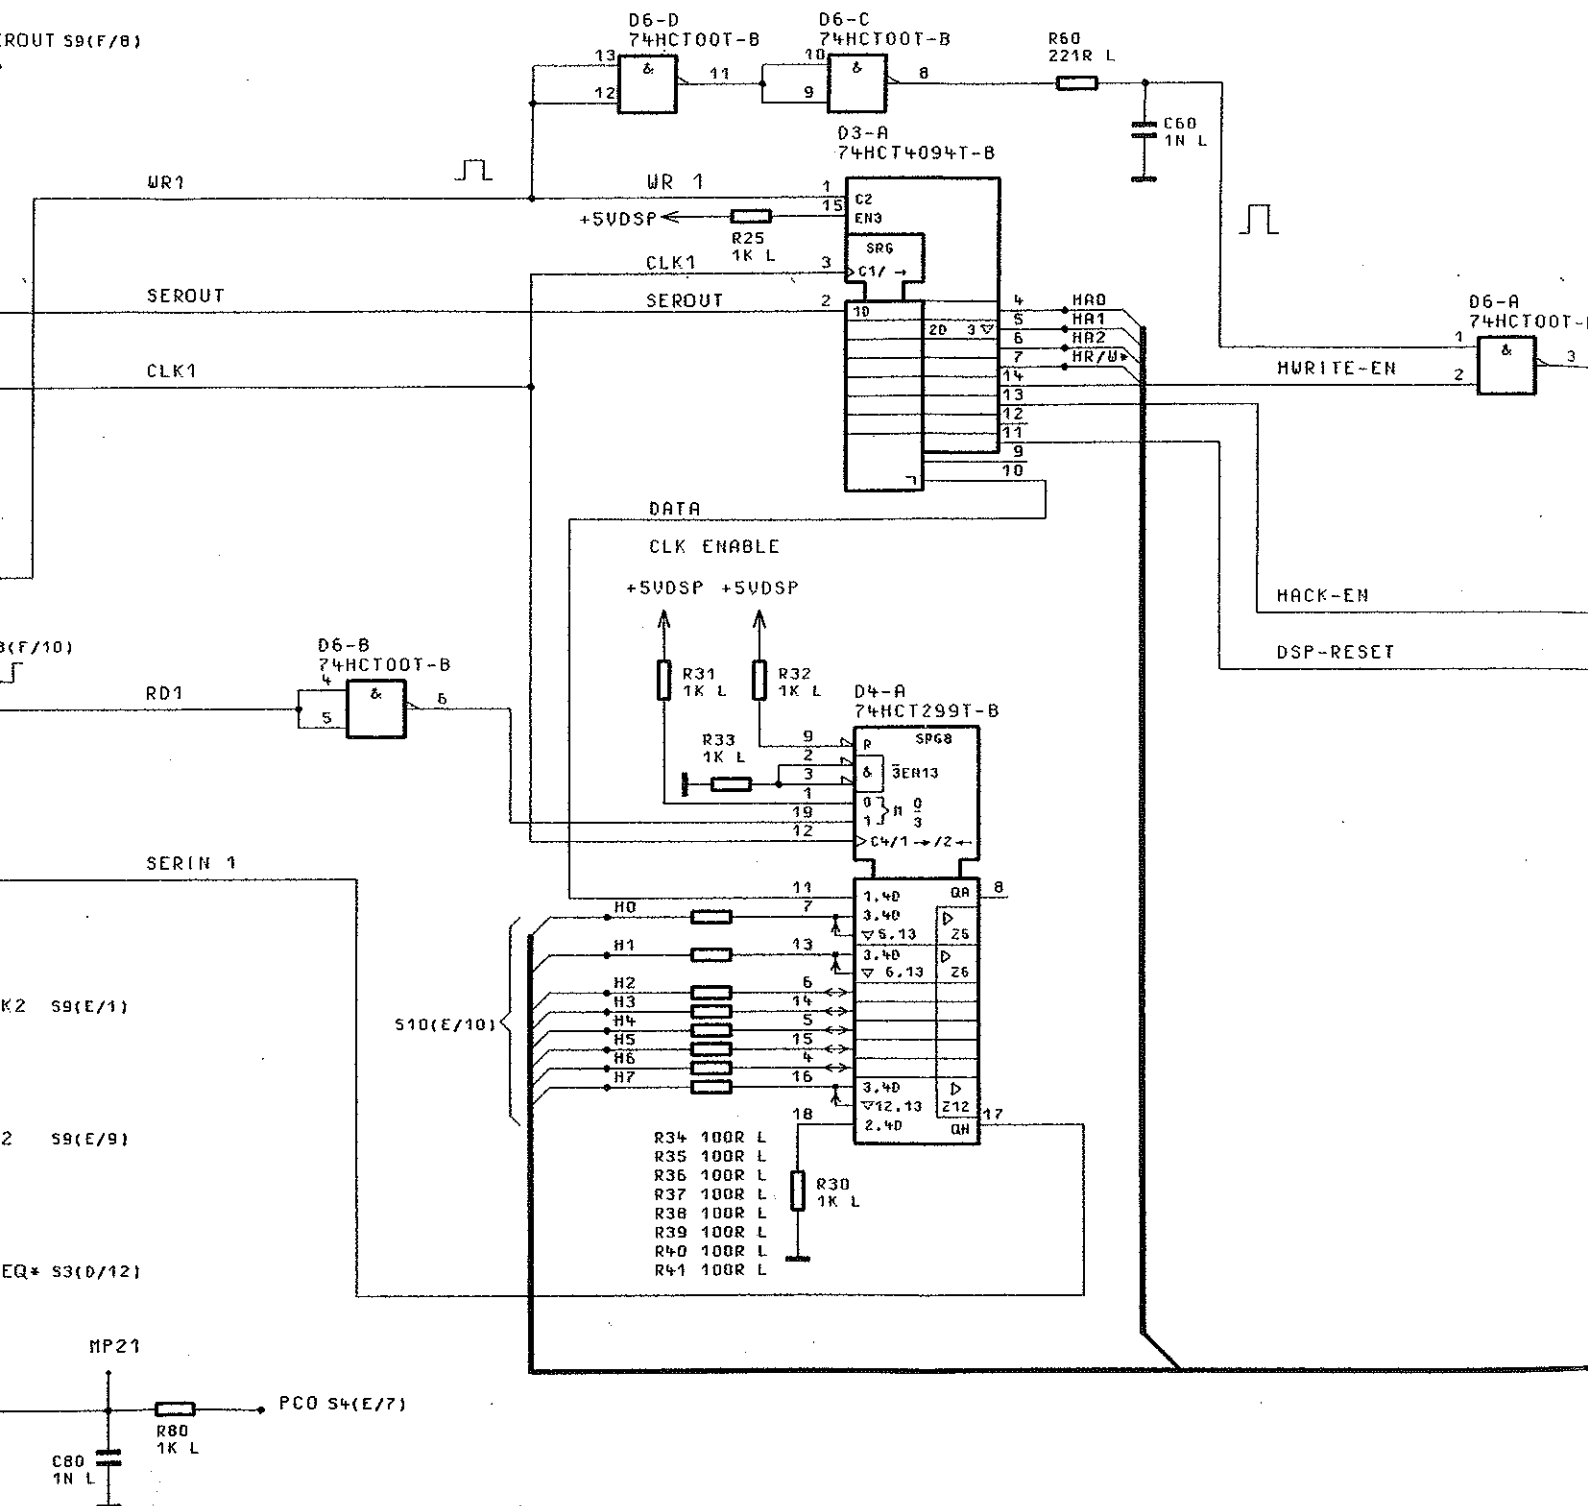 EROUT S9(F/8)
D6-D
74HCT00T-B
13
12
&
11
D6-C
74HCT00T-B
10
9
&
8
R60
221R L
C60
1N L
D3-A
74HCT4094T-B
WR1
WR 1
1
15
C2
EN3
+5VDSP
R25
1K L
SRG
CLK1
3
C1/ →
SEROUT
SEROUT
2
1D
2D 3
4
5
6
7
14
13
12
11
9
10
HA0
HA1
HA2
HR/W*
D6-A
74HCT00T-
1
2
&
3
HWRITE-EN
CLK1
DATA
CLK ENABLE
+5VDSP +5VDSP
HACK-EN
DSP-RESET
(F/10)
D6-B
74HCT00T-B
4
5
&
6
RD1
R31
1K L
R32
1K L
R33
1K L
D4-A
74HCT299T-B
9
2
3
1
19
12
R
SPG8
&
3EN13
0
1
M 0
3
C4/1 → /2 ←
SERIN 1
11
7
13
6
14
5
15
4
16
18
1.4D
QA
8
3.4D
6.13
Z6
3.4D
6.13
Z6
3.4D
12.13
Z12
2.4D
QH
17
H0
H1
H2
H3
H4
H5
H6
H7
S10(E/10)
K2 S9(E/1)
2 S9(E/9)
EQ* S3(D/12)
R34 100R L
R35 100R L
R36 100R L
R37 100R L
R38 100R L
R39 100R L
R40 100R L
R41 100R L
R30
1K L
MP21
R80
1K L
PC0 S4(E/7)
C80
1N L